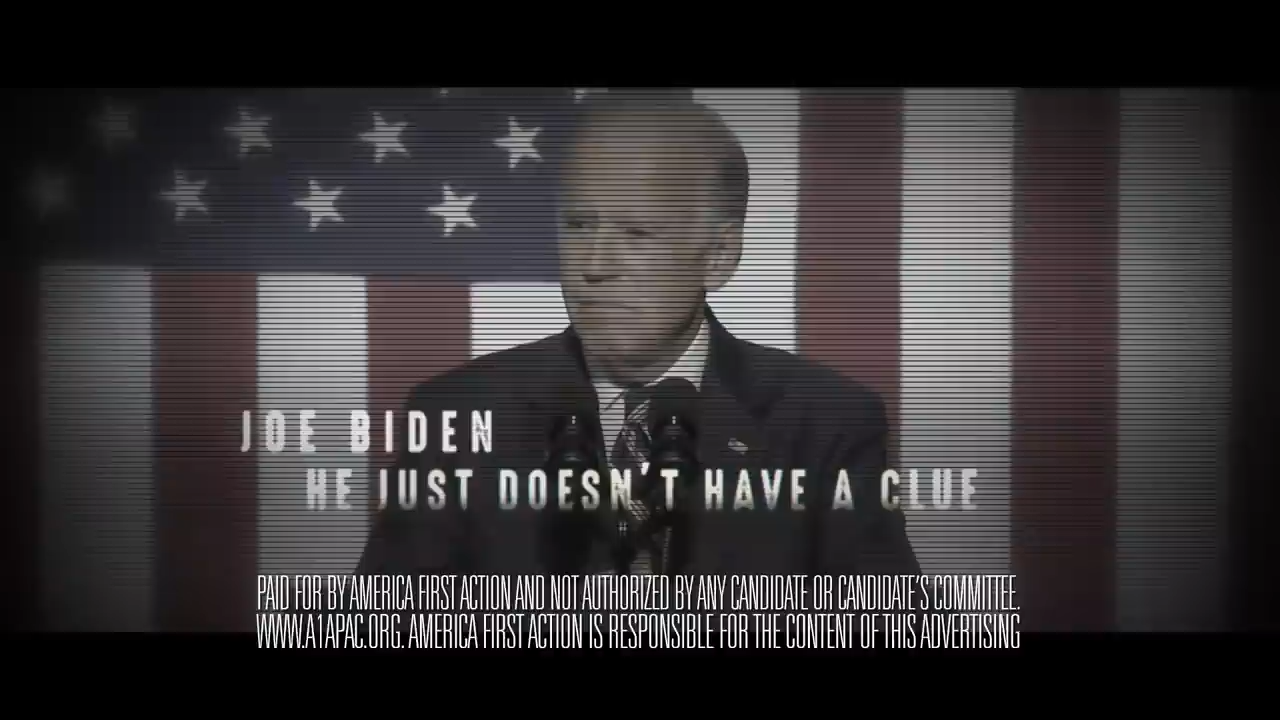 JOE BIDEN
HE JUST DOESN'T HAVE A CLUE
PAID FOR BY AMERICA FIRST ACTION AND NOT AUTHORIZED BY ANY CANDIDATE OR CANDIDATE'S COMMITTEE.
WWW.A1APAC.ORG. AMERICA FIRST ACTION IS RESPONSIBLE FOR THE CONTENT OF THIS ADVERTISING